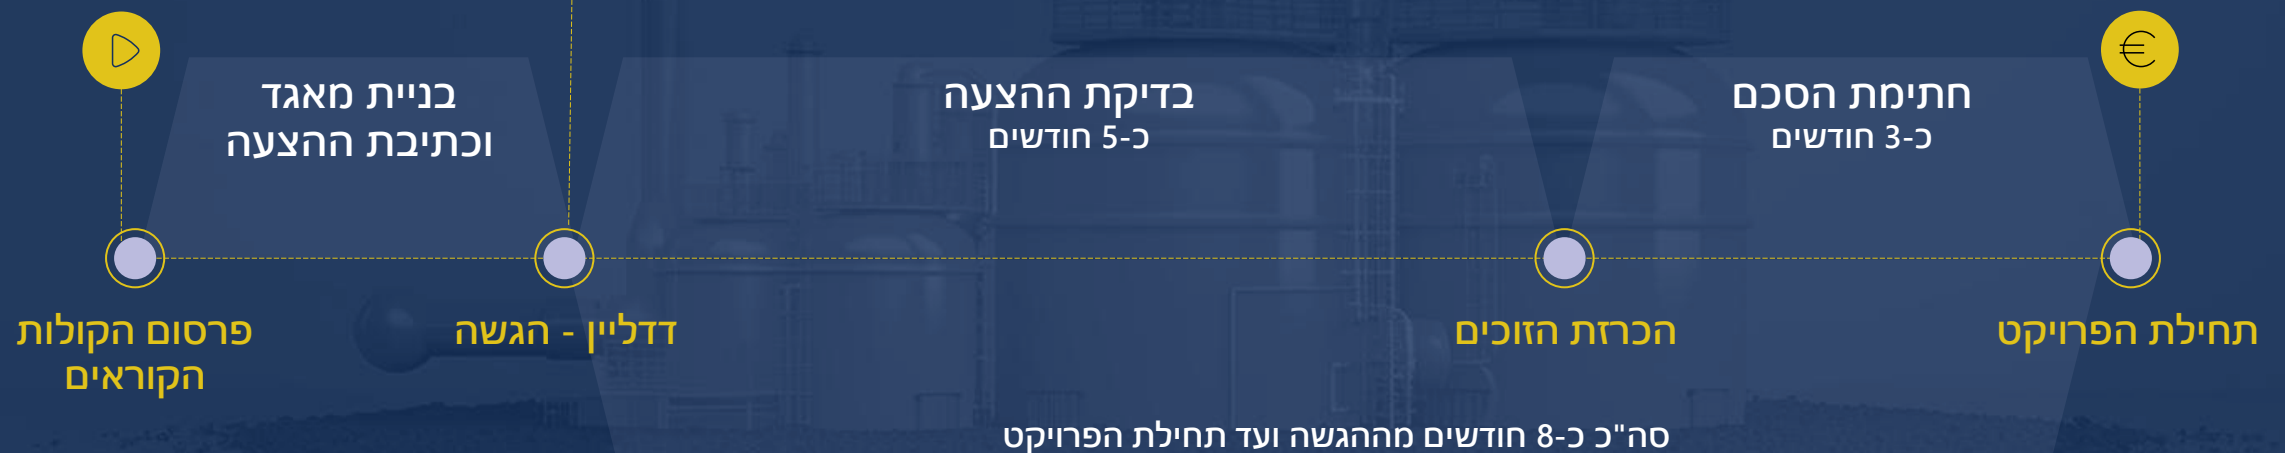 בניית מאגד
וכתיבת ההצעה
בדיקת ההצעה
כ-5 חודשים
חתימת הסכם
כ-3 חודשים
€
פרסום הקולות
הקוראים
דדליין - הגשה
הכרזת הזוכים
תחילת הפרויקט
סה"כ כ-8 חודשים מההגשה ועד תחילת הפרויקט